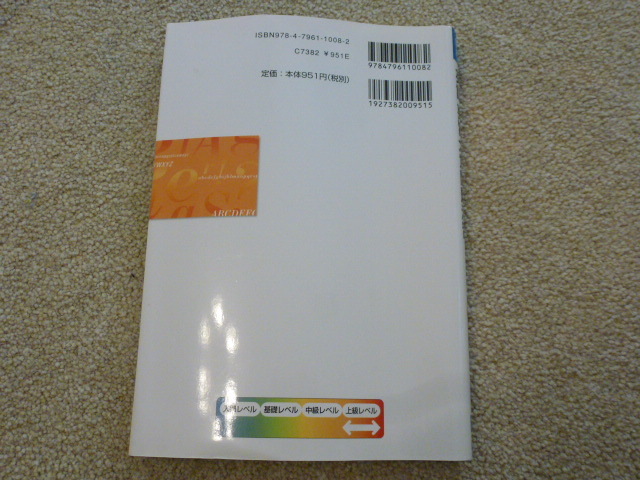 ISBN978-4-7961-1008-2
C7382 ¥951E
定価：本体951円(税別)
9784796110082
1927382009515
ABCDEFG
入門レベル
基礎レベル
中級レベル
上級レベル